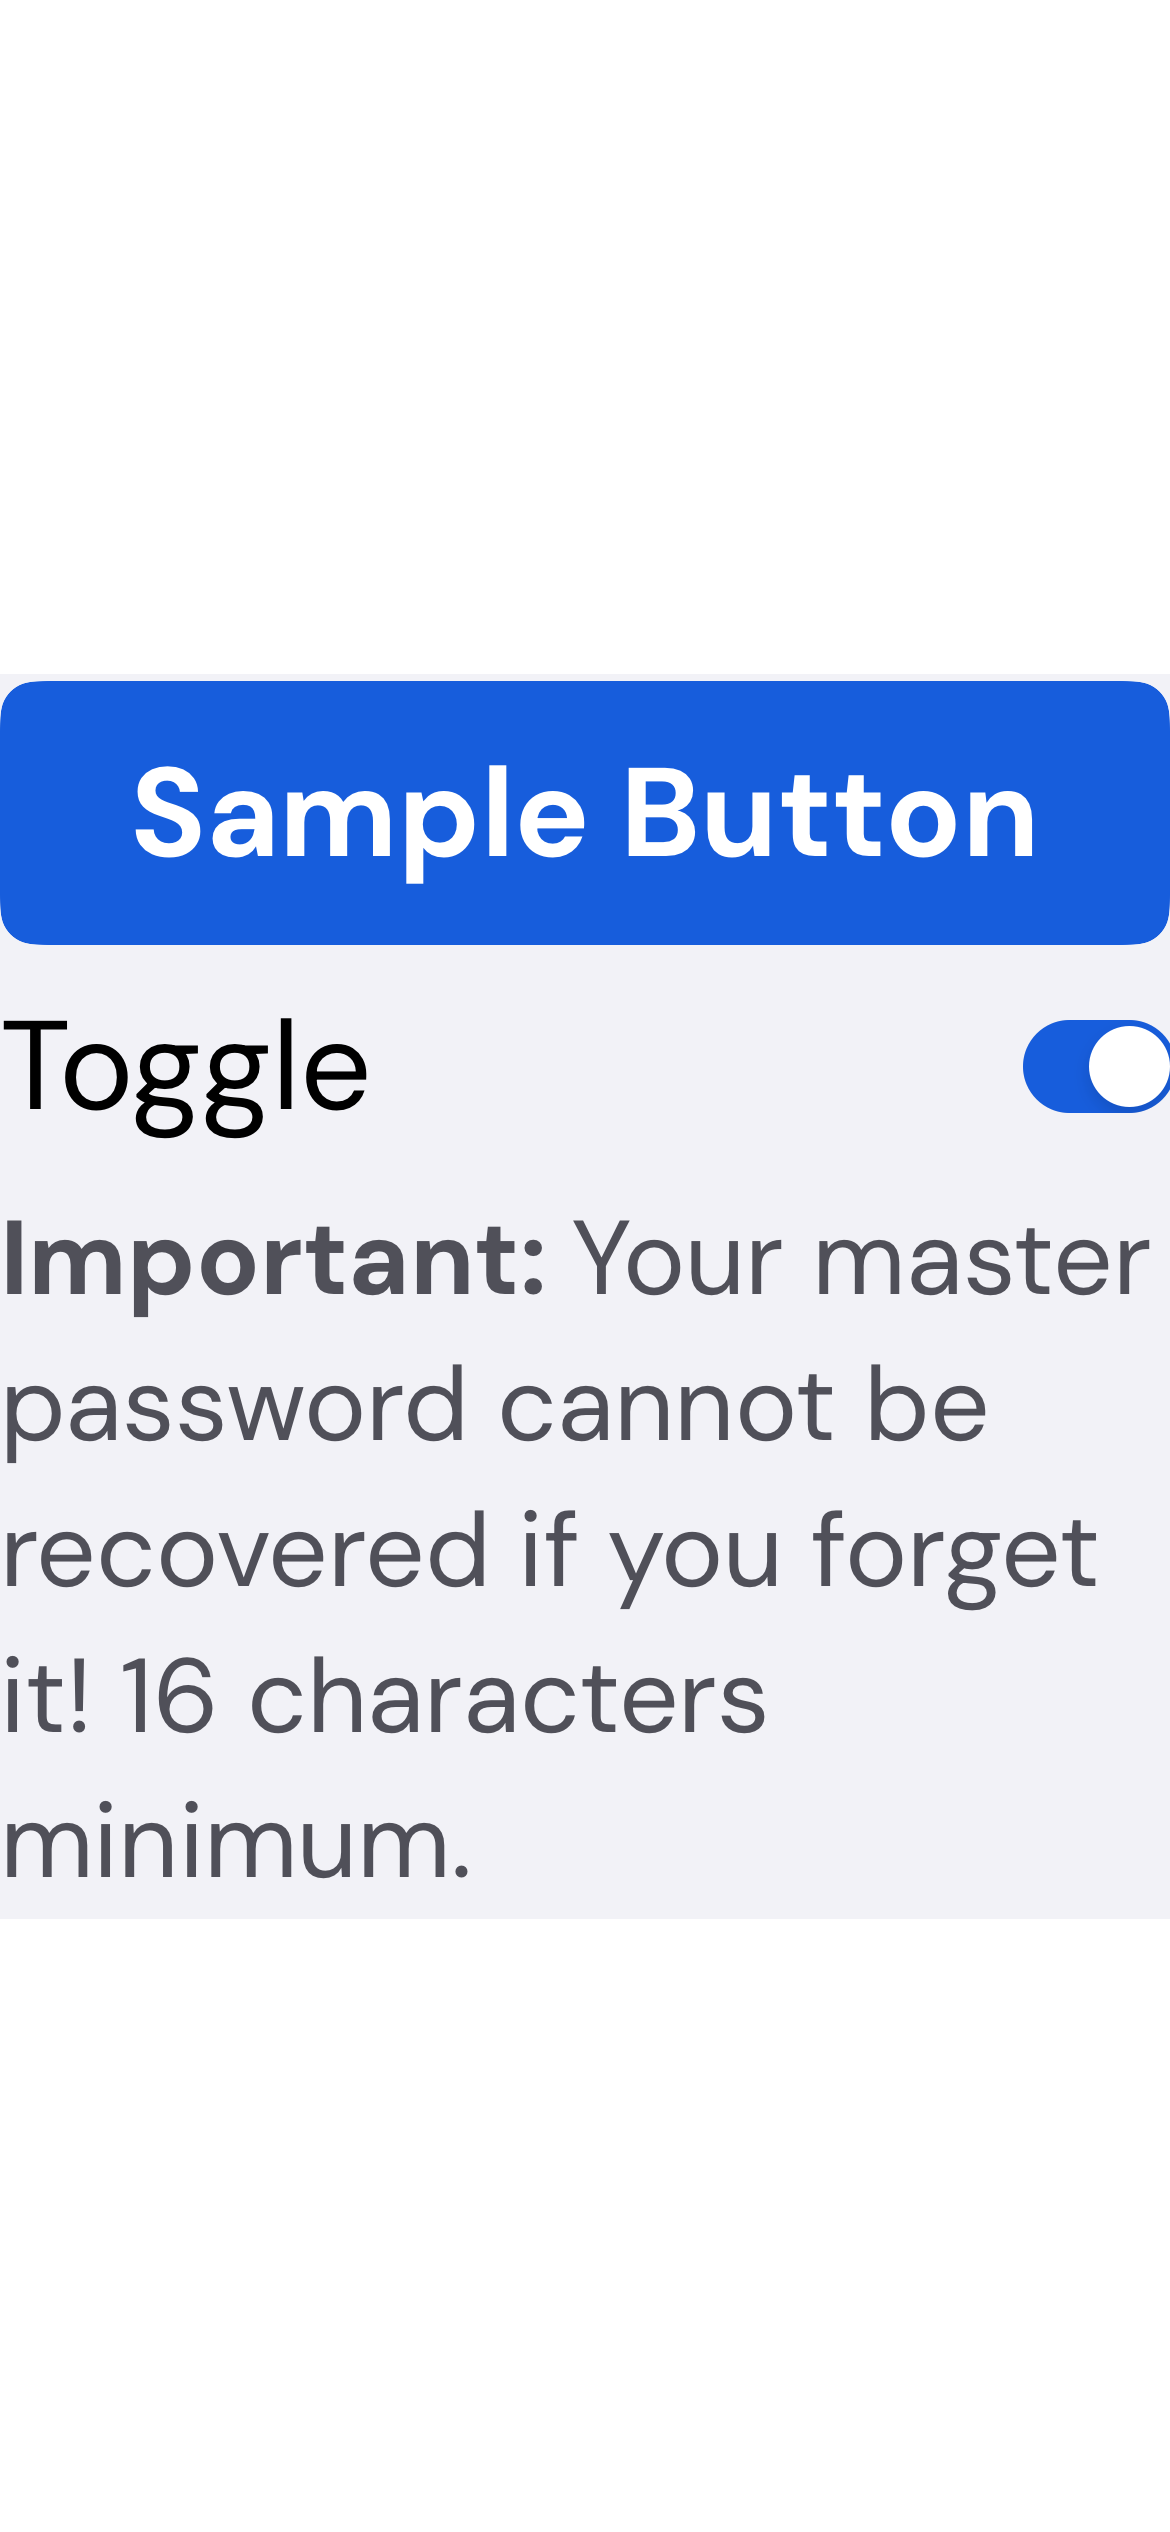 Sample Button
Toggle
Important: Your master
password cannot be
recovered if you forget
it! 16 characters
minimum.